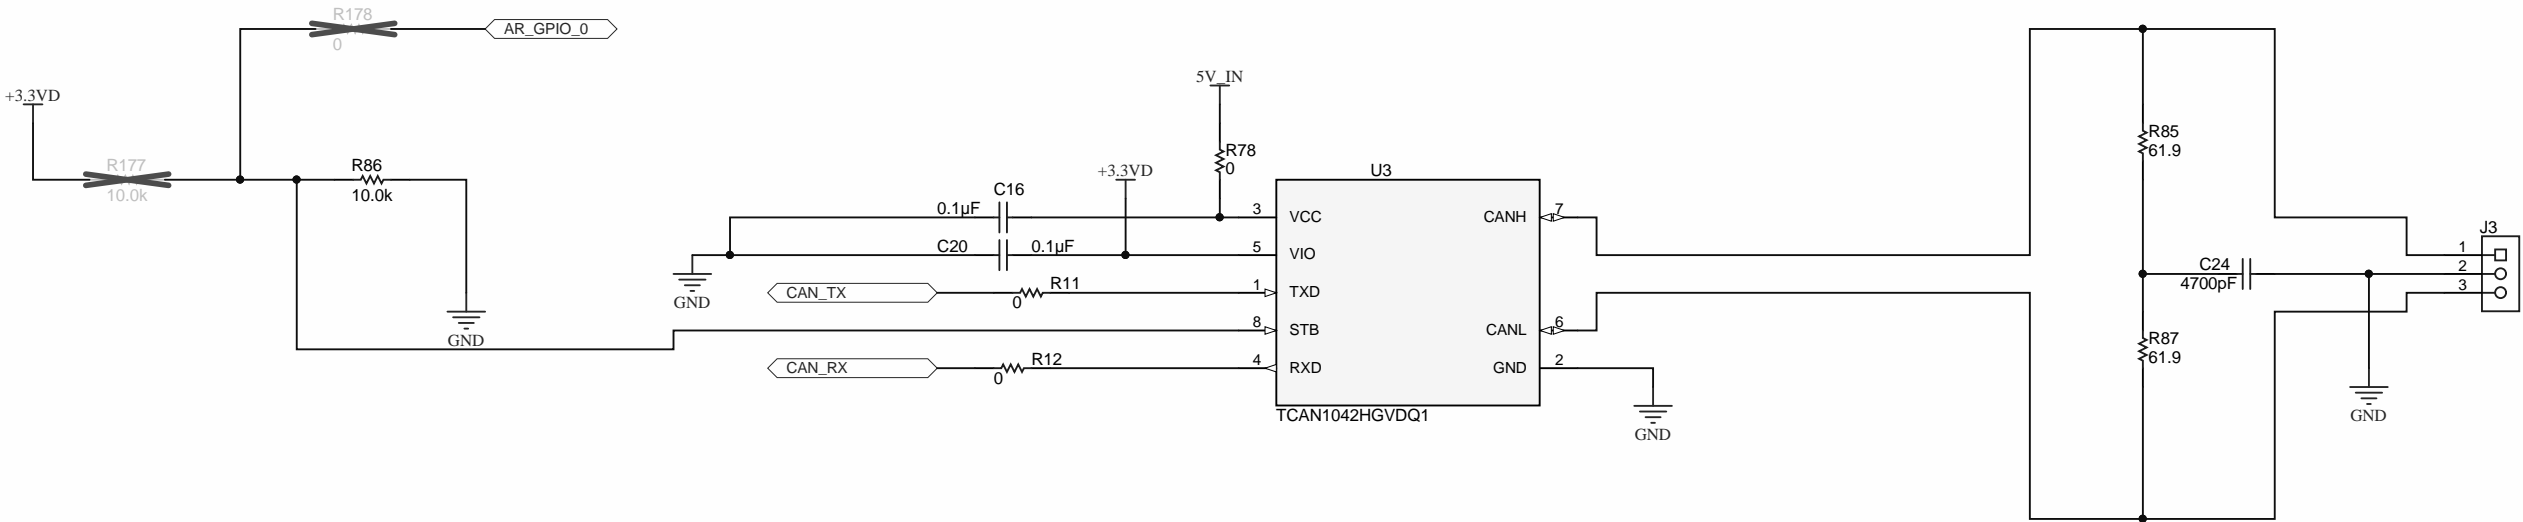 R178
0
AR_GPIO_0
+3.3VD
R177
10.0k
R86
10.0k
GND
5V_IN
R78
0
+3.3VD
C16
0.1µF
C20
0.1µF
GND
CAN_TX
R11
0
CAN_RX
R12
0
U3
3
VCC
5
VIO
1
TXD
8
STB
4
RXD
CANH
7
CANL
6
GND
2
TCAN1042HGVDQ1
GND
R85
61.9
C24
4700pF
R87
61.9
J3
1
2
3
GND